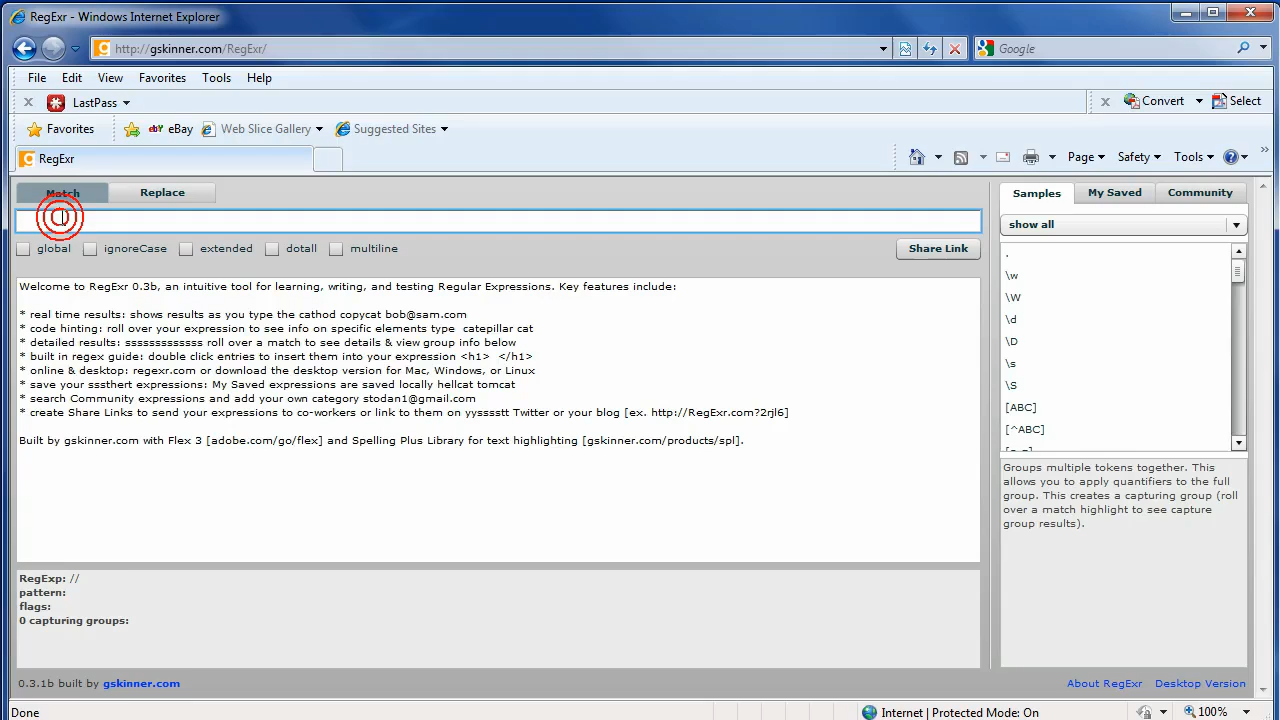 RegExr - Windows Internet Explorer
http://gskinner.com/RegExr/
Google
File Edit View Favorites Tools Help
LastPass
Convert
Select
Favorites eBay Web Slice Gallery Suggested Sites
RegExr
Page Safety Tools
Match Replace
Samples My Saved Community
show all
global ignoreCase extended dotall multiline
Share Link
.
\w
\W
\d
\D
\s
\S
[ABC]
[^ABC]
Welcome to RegExr 0.3b, an intuitive tool for learning, writing, and testing Regular Expressions. Key features include:
* real time results: shows results as you type the cathod copycat bob@sam.com
* code hinting: roll over your expression to see info on specific elements type catepillar cat
* detailed results: sssssssssssss roll over a match to see details & view group info below
* built in regex guide: double click entries to insert them into your expression <h1> </h1>
* online & desktop: regexr.com or download the desktop version for Mac, Windows, or Linux
* save your sssthert expressions: My Saved expressions are saved locally hellcat tomcat
* search Community expressions and add your own category stodan1@gmail.com
* create Share Links to send your expressions to co-workers or link to them on yysssstt Twitter or your blog [ex. http://RegExr.com?2rjl6]
Built by gskinner.com with Flex 3 [adobe.com/go/flex] and Spelling Plus Library for text highlighting [gskinner.com/products/spl].
Groups multiple tokens together. This
allows you to apply quantifiers to the full
group. This creates a capturing group (roll
over a match highlight to see capture
group results).
RegExp: //
pattern:
flags:
0 capturing groups:
0.3.1b built by gskinner.com
About RegExr Desktop Version
Done
Internet | Protected Mode: On
100%